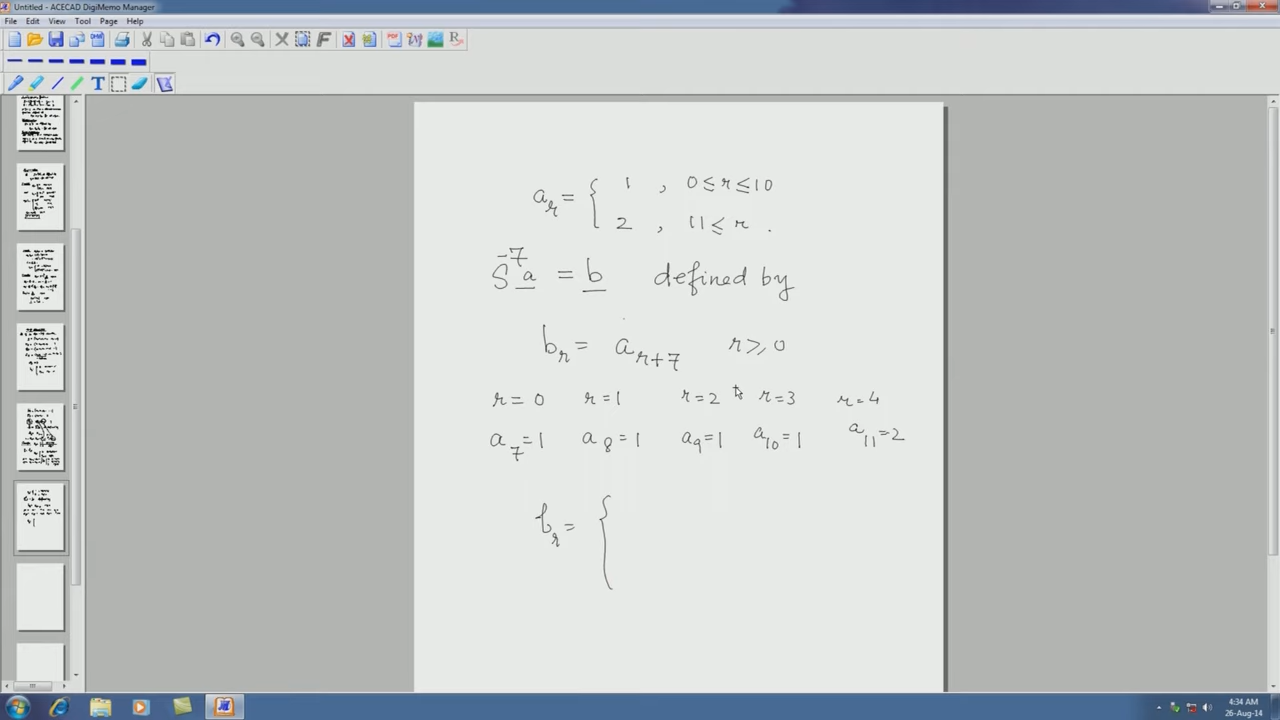 Untitled - ACECAD DigiMemo Manager
File Edit View Tool Page Help
a_r = { 1 , 0 ≤ r ≤ 10
2 , 11 ≤ r .
S^{-7} a = b defined by
b_r = a_{r+7} r ≥ 0
r = 0 r = 1 r = 2 r = 3 r = 4
a_7 = 1 a_8 = 1 a_9 = 1 a_10 = 1 a_11 = 2
b_r = {
4:34 AM
26-Aug-14